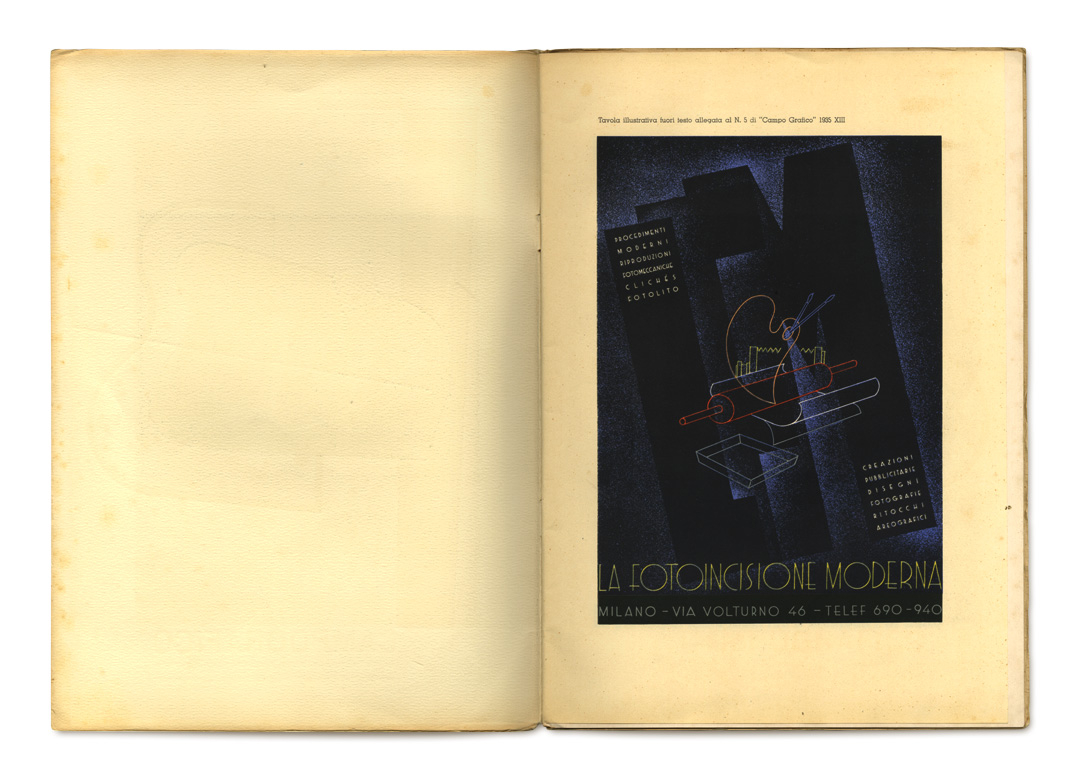 Tavola illustrativa fuori testo allegata al N. 5 di "Campo Grafico" 1935 XIII
PROCEDIMENTI
MODERNI
RIPRODUZIONI
FOTOMECCANICHE
CLICHÉS
FOTOLITO
CREAZIONI
PUBBLICITARIE
DISEGNI
FOTOGRAFIE
RITOCCHI
AREOGRAFICI
LA FOTOINCISIONE MODERNA
MILANO – VIA VOLTURNO 46 – TELEF 690-940